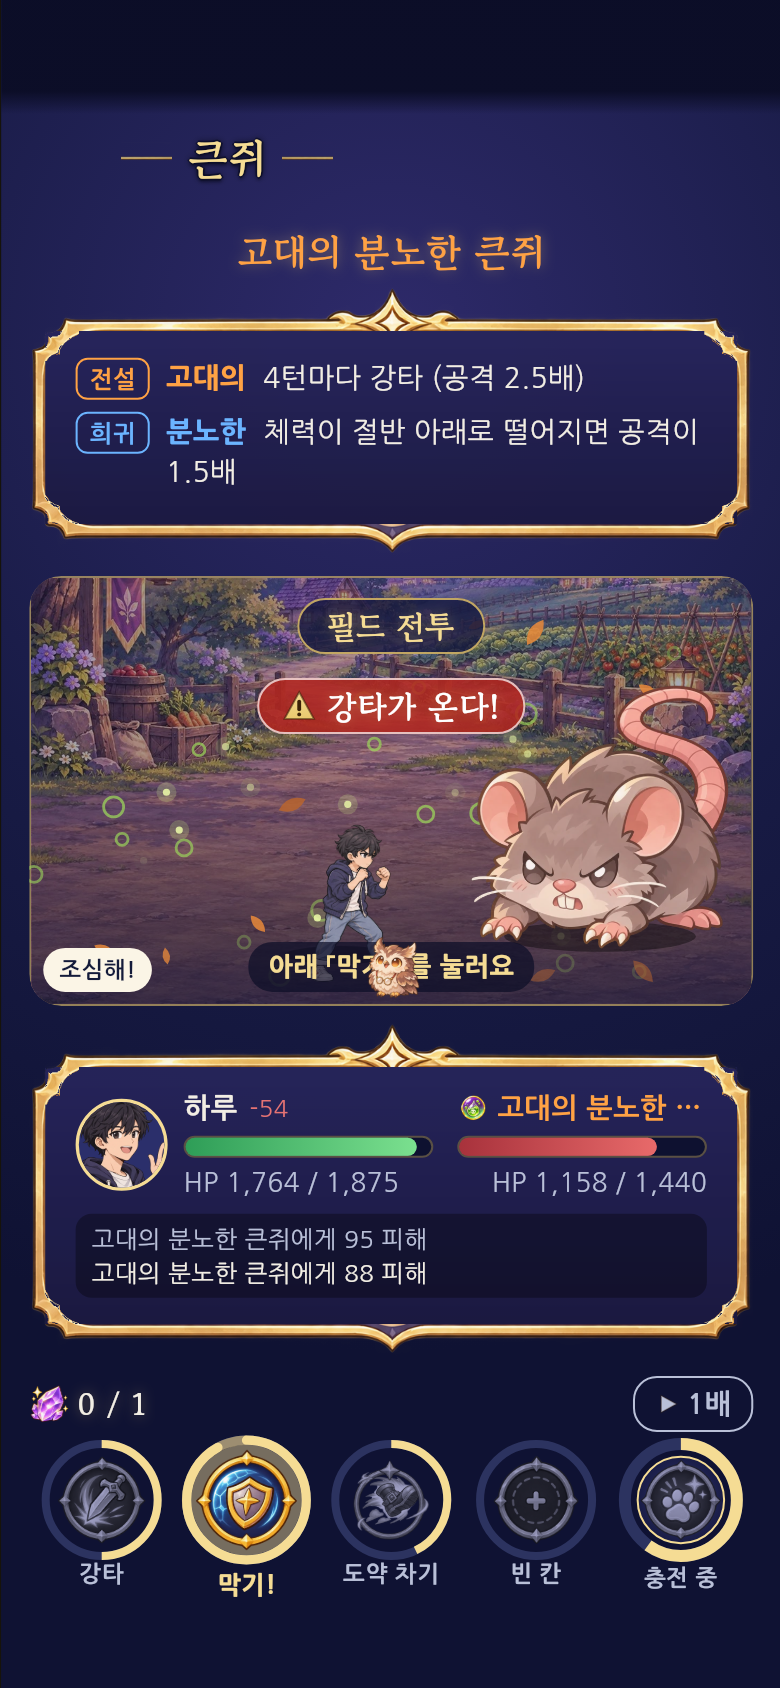 큰쥐
고대의 분노한 큰쥐
전설 고대의 4턴마다 강타 (공격 2.5배)
희귀 분노한 체력이 절반 아래로 떨어지면 공격이
1.5배
필드 전투
⚠ 강타가 온다!
조심해!
아래 「막 를 눌러요
하루 -54
고대의 분노한 …
HP 1,764 / 1,875
HP 1,158 / 1,440
고대의 분노한 큰쥐에게 95 피해
고대의 분노한 큰쥐에게 88 피해
0 / 1
▶ 1배
강타
막기!
도약 차기
빈 칸
충전 중